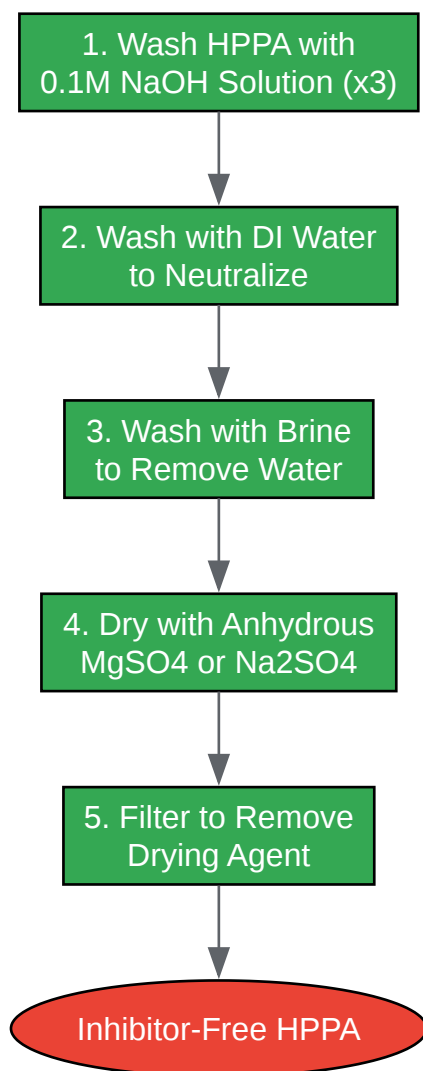 1. Wash HPPA with
0.1M NaOH Solution (x3)
2. Wash with DI Water
to Neutralize
3. Wash with Brine
to Remove Water
4. Dry with Anhydrous
MgSO4 or Na2SO4
5. Filter to Remove
Drying Agent
Inhibitor-Free HPPA